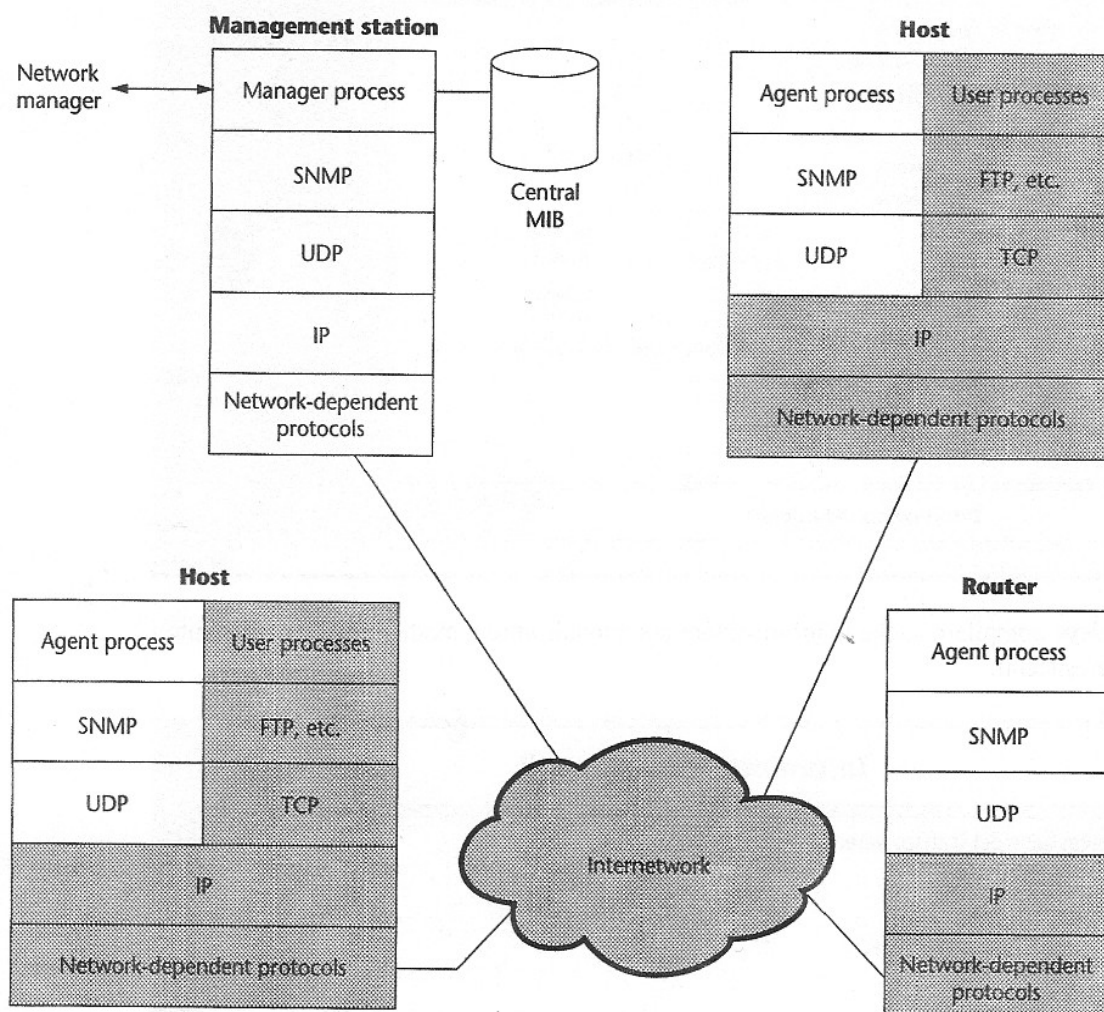 Management station
Network
manager
Manager process
SNMP
UDP
IP
Network-dependent
protocols
Central
MIB
Host
Agent process
User processes
SNMP
FTP, etc.
UDP
TCP
IP
Network-dependent protocols
Host
Agent process
User processes
SNMP
FTP, etc.
UDP
TCP
IP
Network-dependent protocols
Internetwork
Router
Agent process
SNMP
UDP
IP
Network-dependent
protocols